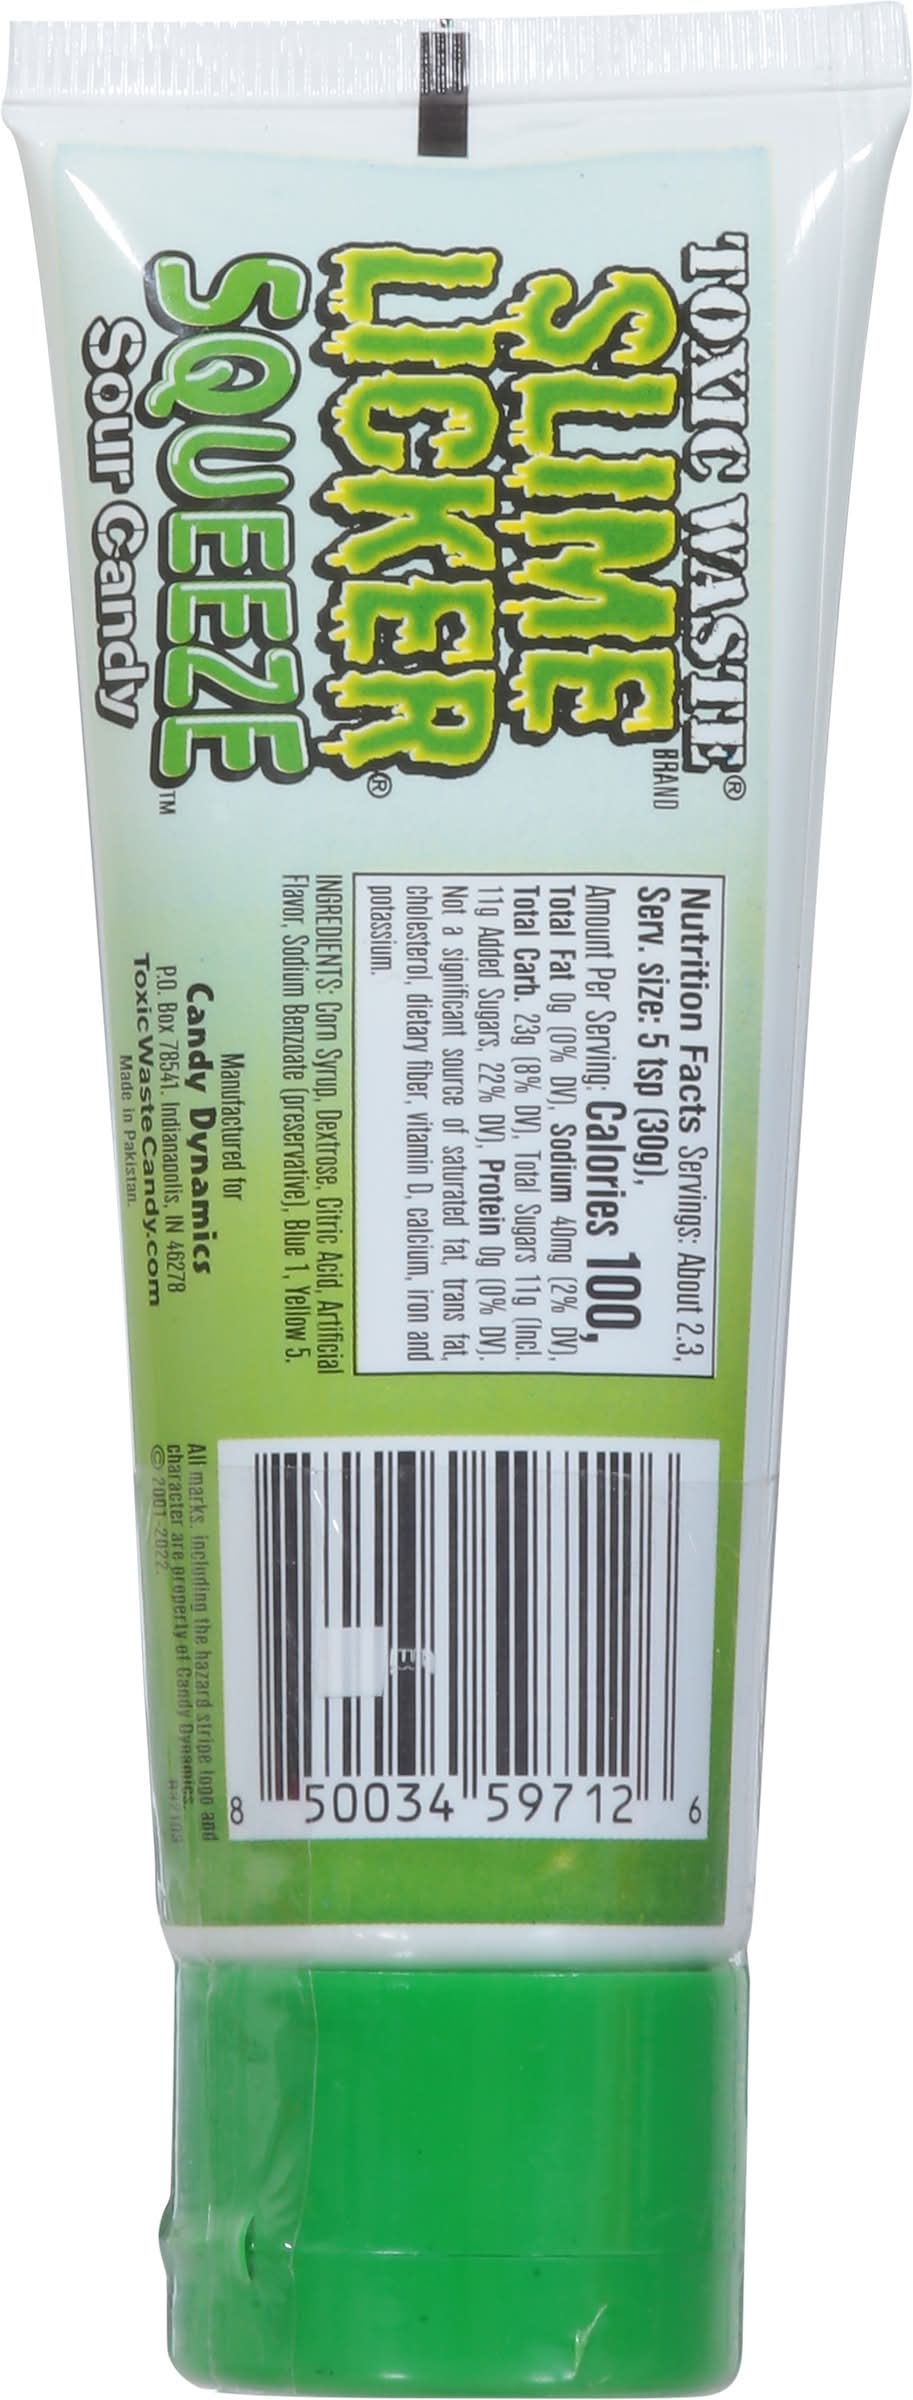 TOXIC WASTE®
BRAND
SLIME
LICKER®
SQUEEZE™
Sour Candy
Nutrition Facts Servings: About 2.3,
Serv. size: 5 tsp (30g),
Amount Per Serving: Calories 100,
Total Fat 0g (0% DV), Sodium 40mg (2% DV),
Total Carb. 23g (8% DV), Total Sugars 11g (Incl.
11g Added Sugars, 22% DV), Protein 0g (0% DV).
Not a significant source of saturated fat, trans fat,
cholesterol, dietary fiber, vitamin D, calcium, iron and
potassium.
INGREDIENTS: Corn Syrup, Dextrose, Citric Acid, Artificial
Flavor, Sodium Benzoate (preservative), Blue 1, Yellow 5.
Manufactured for
Candy Dynamics
P.O. Box 78541, Indianapolis, IN 46278
ToxicWasteCandy.com
Made in Pakistan.
8 50034 59712 6
All marks, including the hazard stripe logo and
character are property of Candy Dynamics.
© 2001-2022.